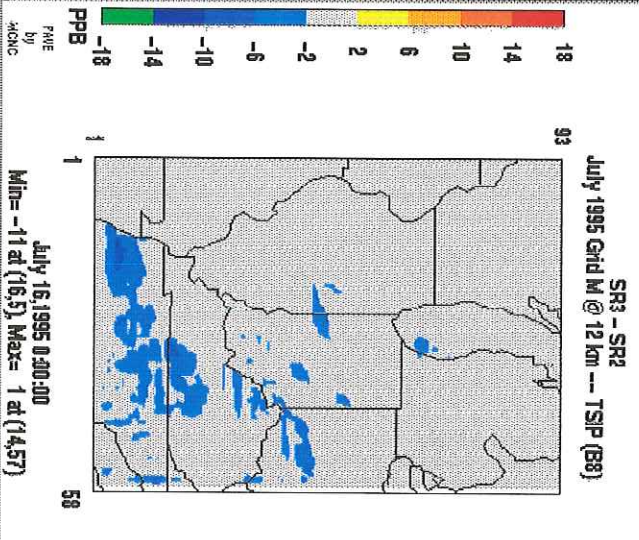 SR3 - SR2
July 1995 Grid M @ 12 km --- TSIP (B8)
18
14
10
6
2
-2
-6
-10
-14
-18
PPB
PAVE
by
MCNC
93
1
1
58
July 16,1995 0:00:00
Min= -11 at (16,5), Max= 1 at (14,57)